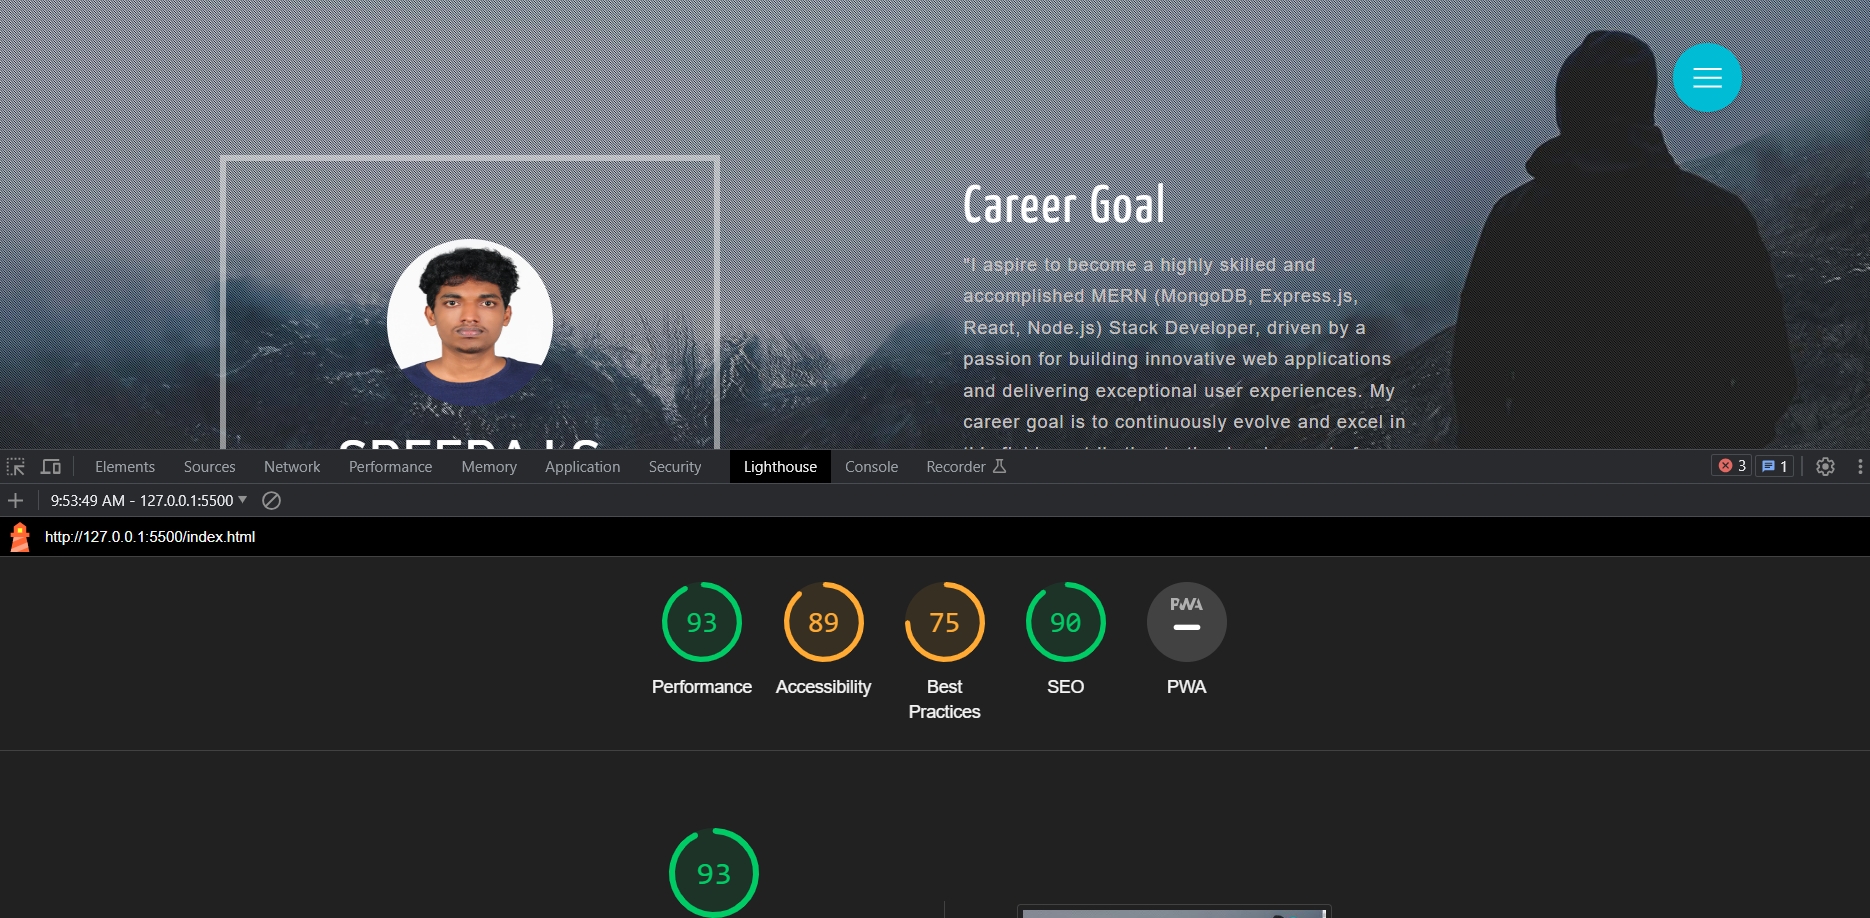 Career Goal
"I aspire to become a highly skilled and
accomplished MERN (MongoDB, Express.js,
React, Node.js) Stack Developer, driven by a
passion for building innovative web applications
and delivering exceptional user experiences. My
career goal is to continuously evolve and excel in
Elements Sources Network Performance Memory Application Security Lighthouse Console Recorder 3 1
9:53:49 AM - 127.0.0.1:5500
http://127.0.0.1:5500/index.html
93 89 75 90 PWA
Performance Accessibility Best Practices SEO PWA
93